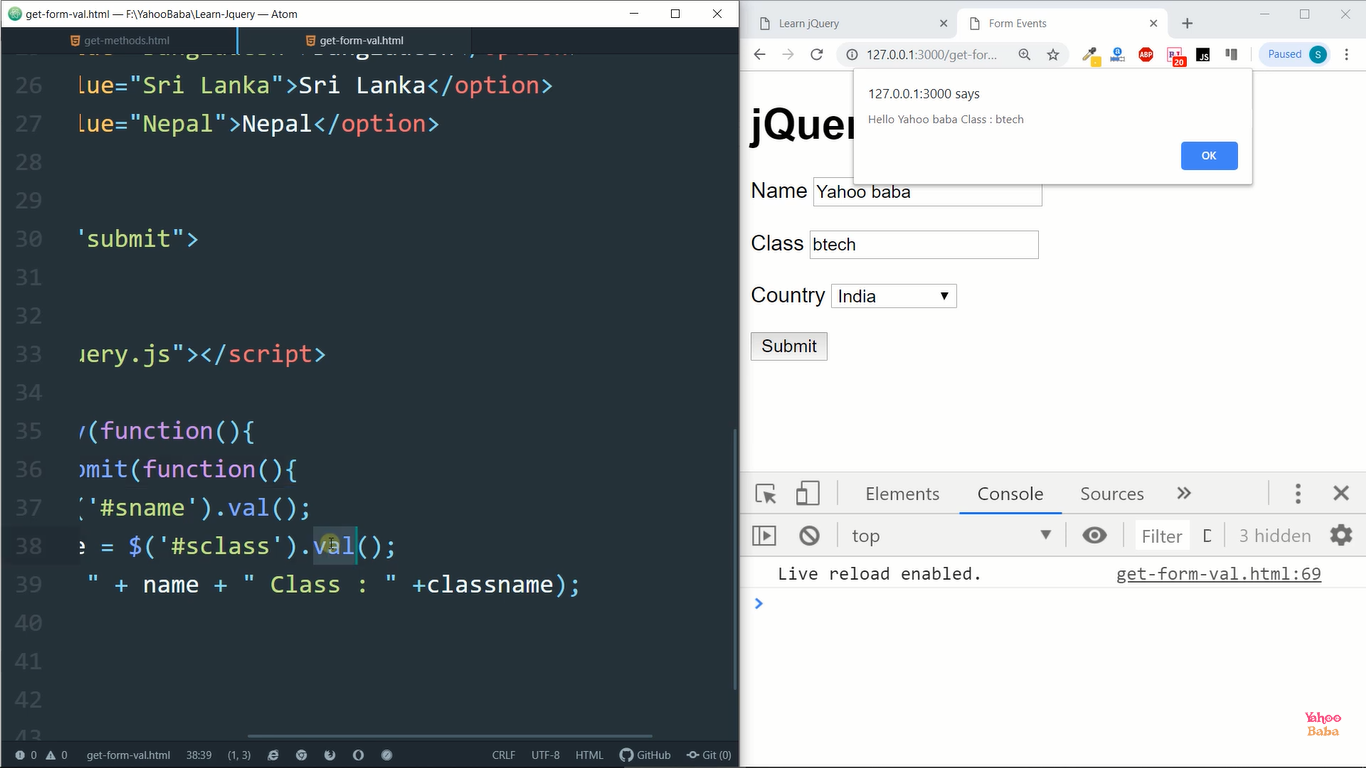 get-form-val.html — F:\YahooBaba\Learn-Jquery — Atom
get-methods.html
get-form-val.html
26 lue="Sri Lanka">Sri Lanka</option>
27 lue="Nepal">Nepal</option>
28
29
30 "submit">
31
32
33 uery.js"></script>
34
35 y(function(){
36 bmit(function(){
37 ('#sname').val();
38 e = $('#sclass').val();
39 " + name + " Class : " +classname);
40
41
42
43
0 0 get-form-val.html 38:39 (1, 3) CRLF UTF-8 HTML GitHub Git (0)
Learn jQuery
Form Events
127.0.0.1:3000/get-for...
ABP
20
JS
Paused S
127.0.0.1:3000 says
Hello Yahoo baba Class : btech
OK
jQuer
Name Yahoo baba
Class btech
Country India
Submit
Elements Console Sources »
top Filter D 3 hidden
Live reload enabled. get-form-val.html:69
Yahoo
Baba